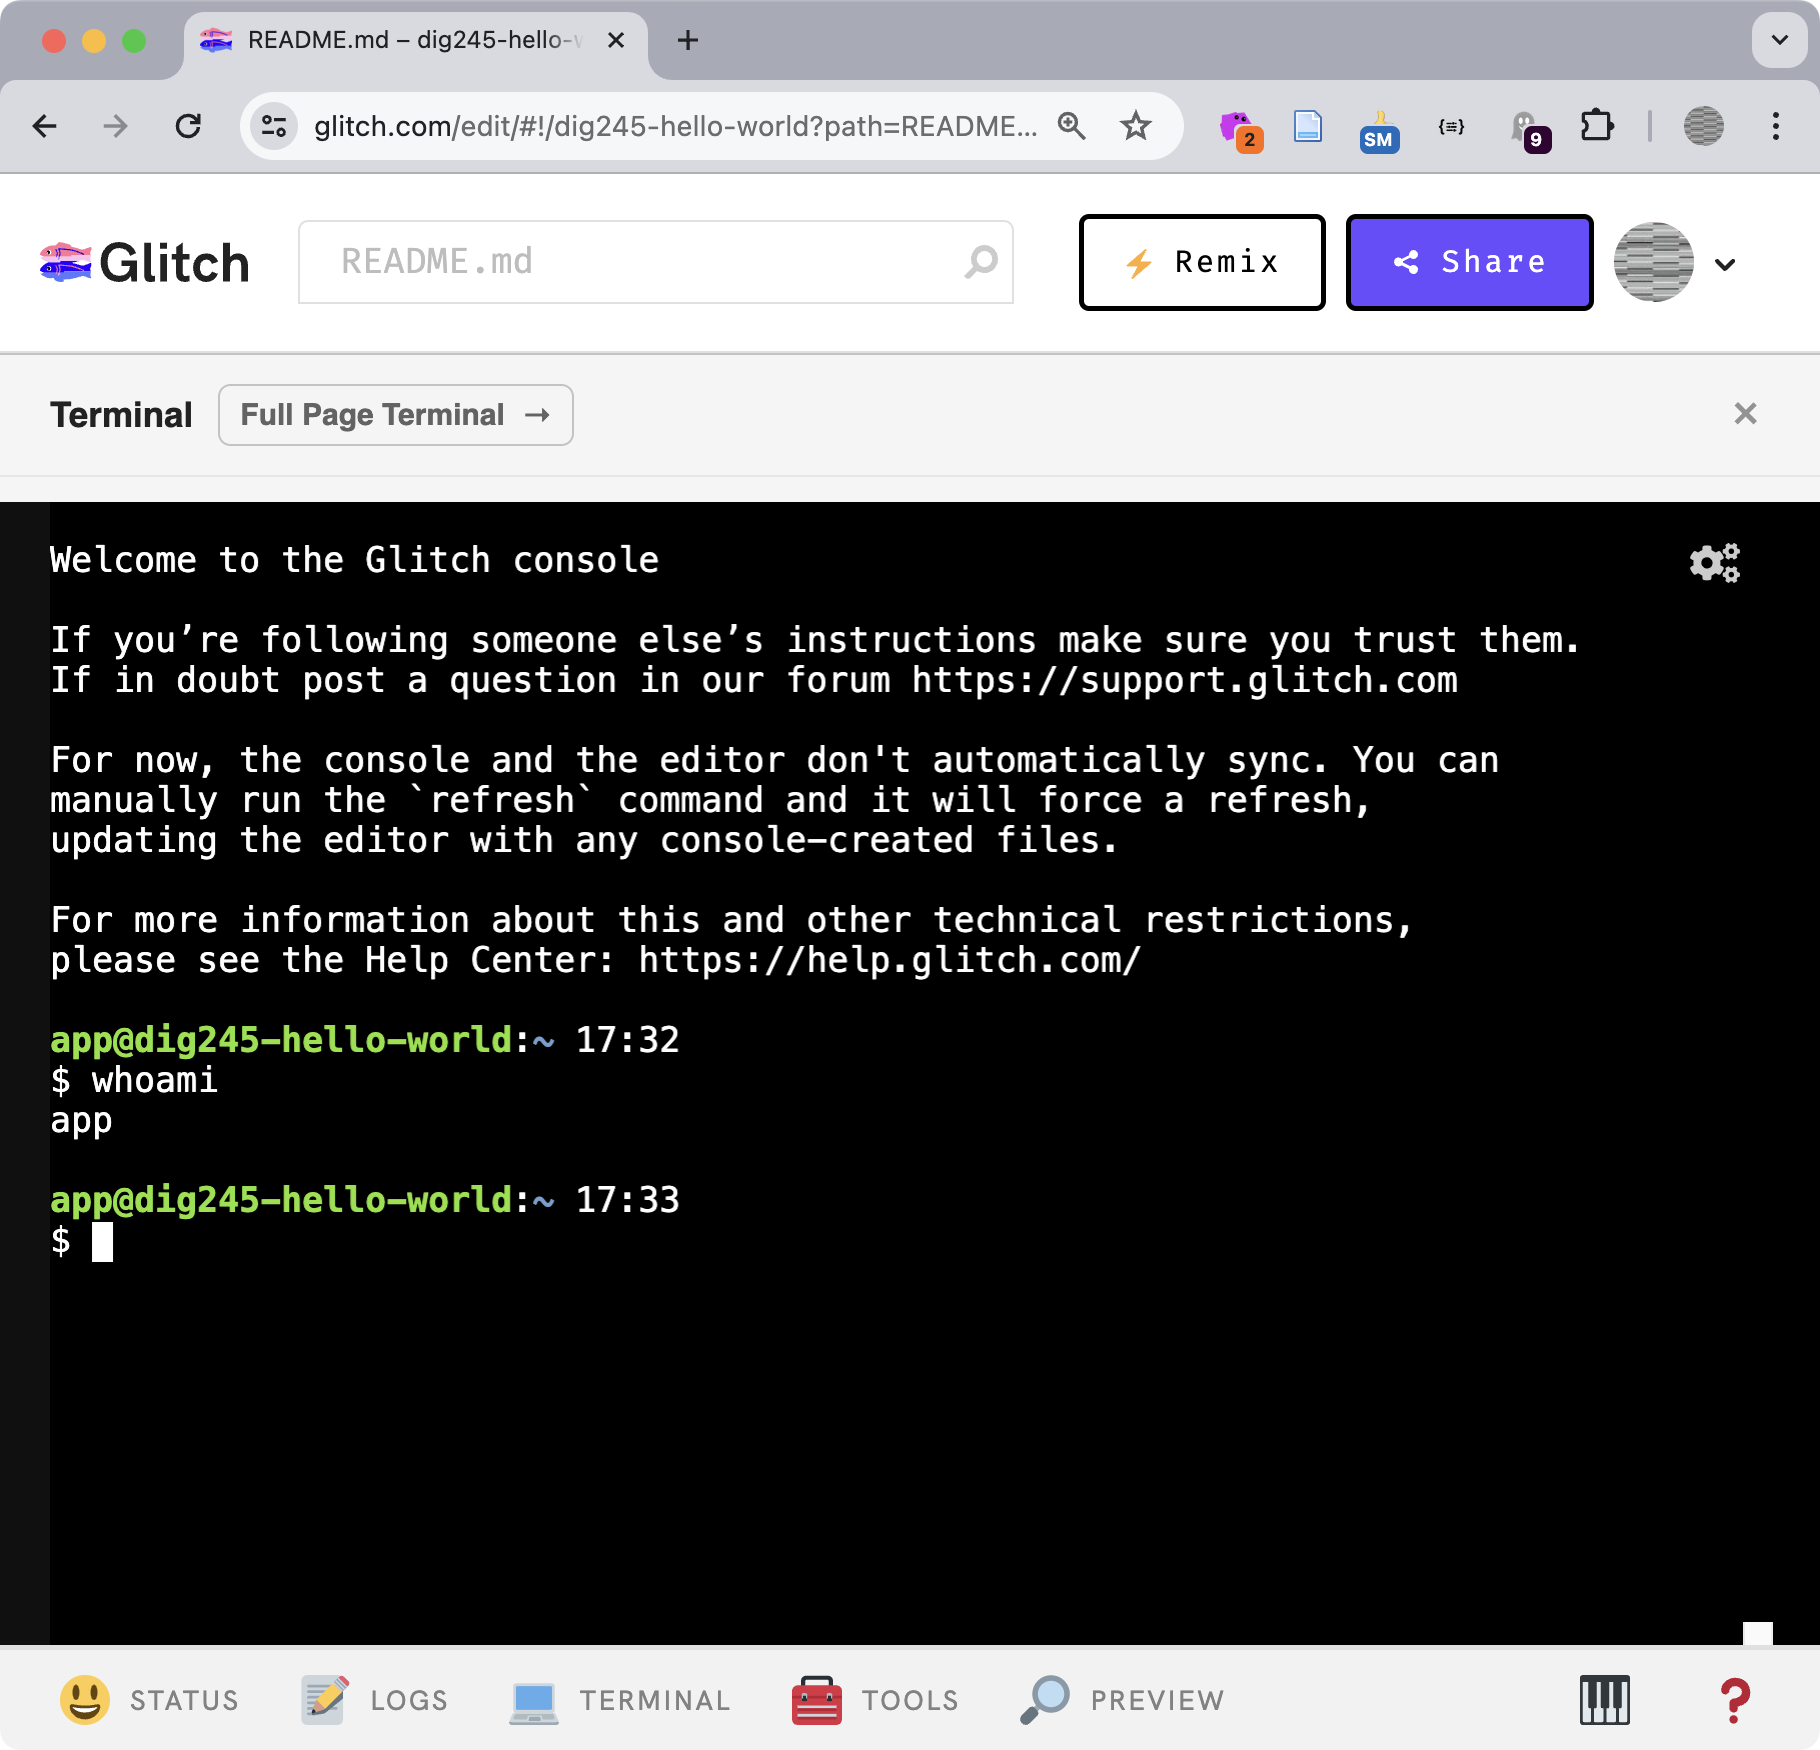 README.md – dig245-hello-
glitch.com/edit/#!/dig245-hello-world?path=README...
2
SM
{≡}
9
Glitch
README.md
Remix
Share
Terminal
Full Page Terminal →
Welcome to the Glitch console
If you’re following someone else’s instructions make sure you trust them.
If in doubt post a question in our forum https://support.glitch.com
For now, the console and the editor don't automatically sync. You can
manually run the `refresh` command and it will force a refresh,
updating the editor with any console-created files.
For more information about this and other technical restrictions,
please see the Help Center: https://help.glitch.com/
app@dig245-hello-world:~ 17:32
$ whoami
app
app@dig245-hello-world:~ 17:33
$
STATUS
LOGS
TERMINAL
TOOLS
PREVIEW
?